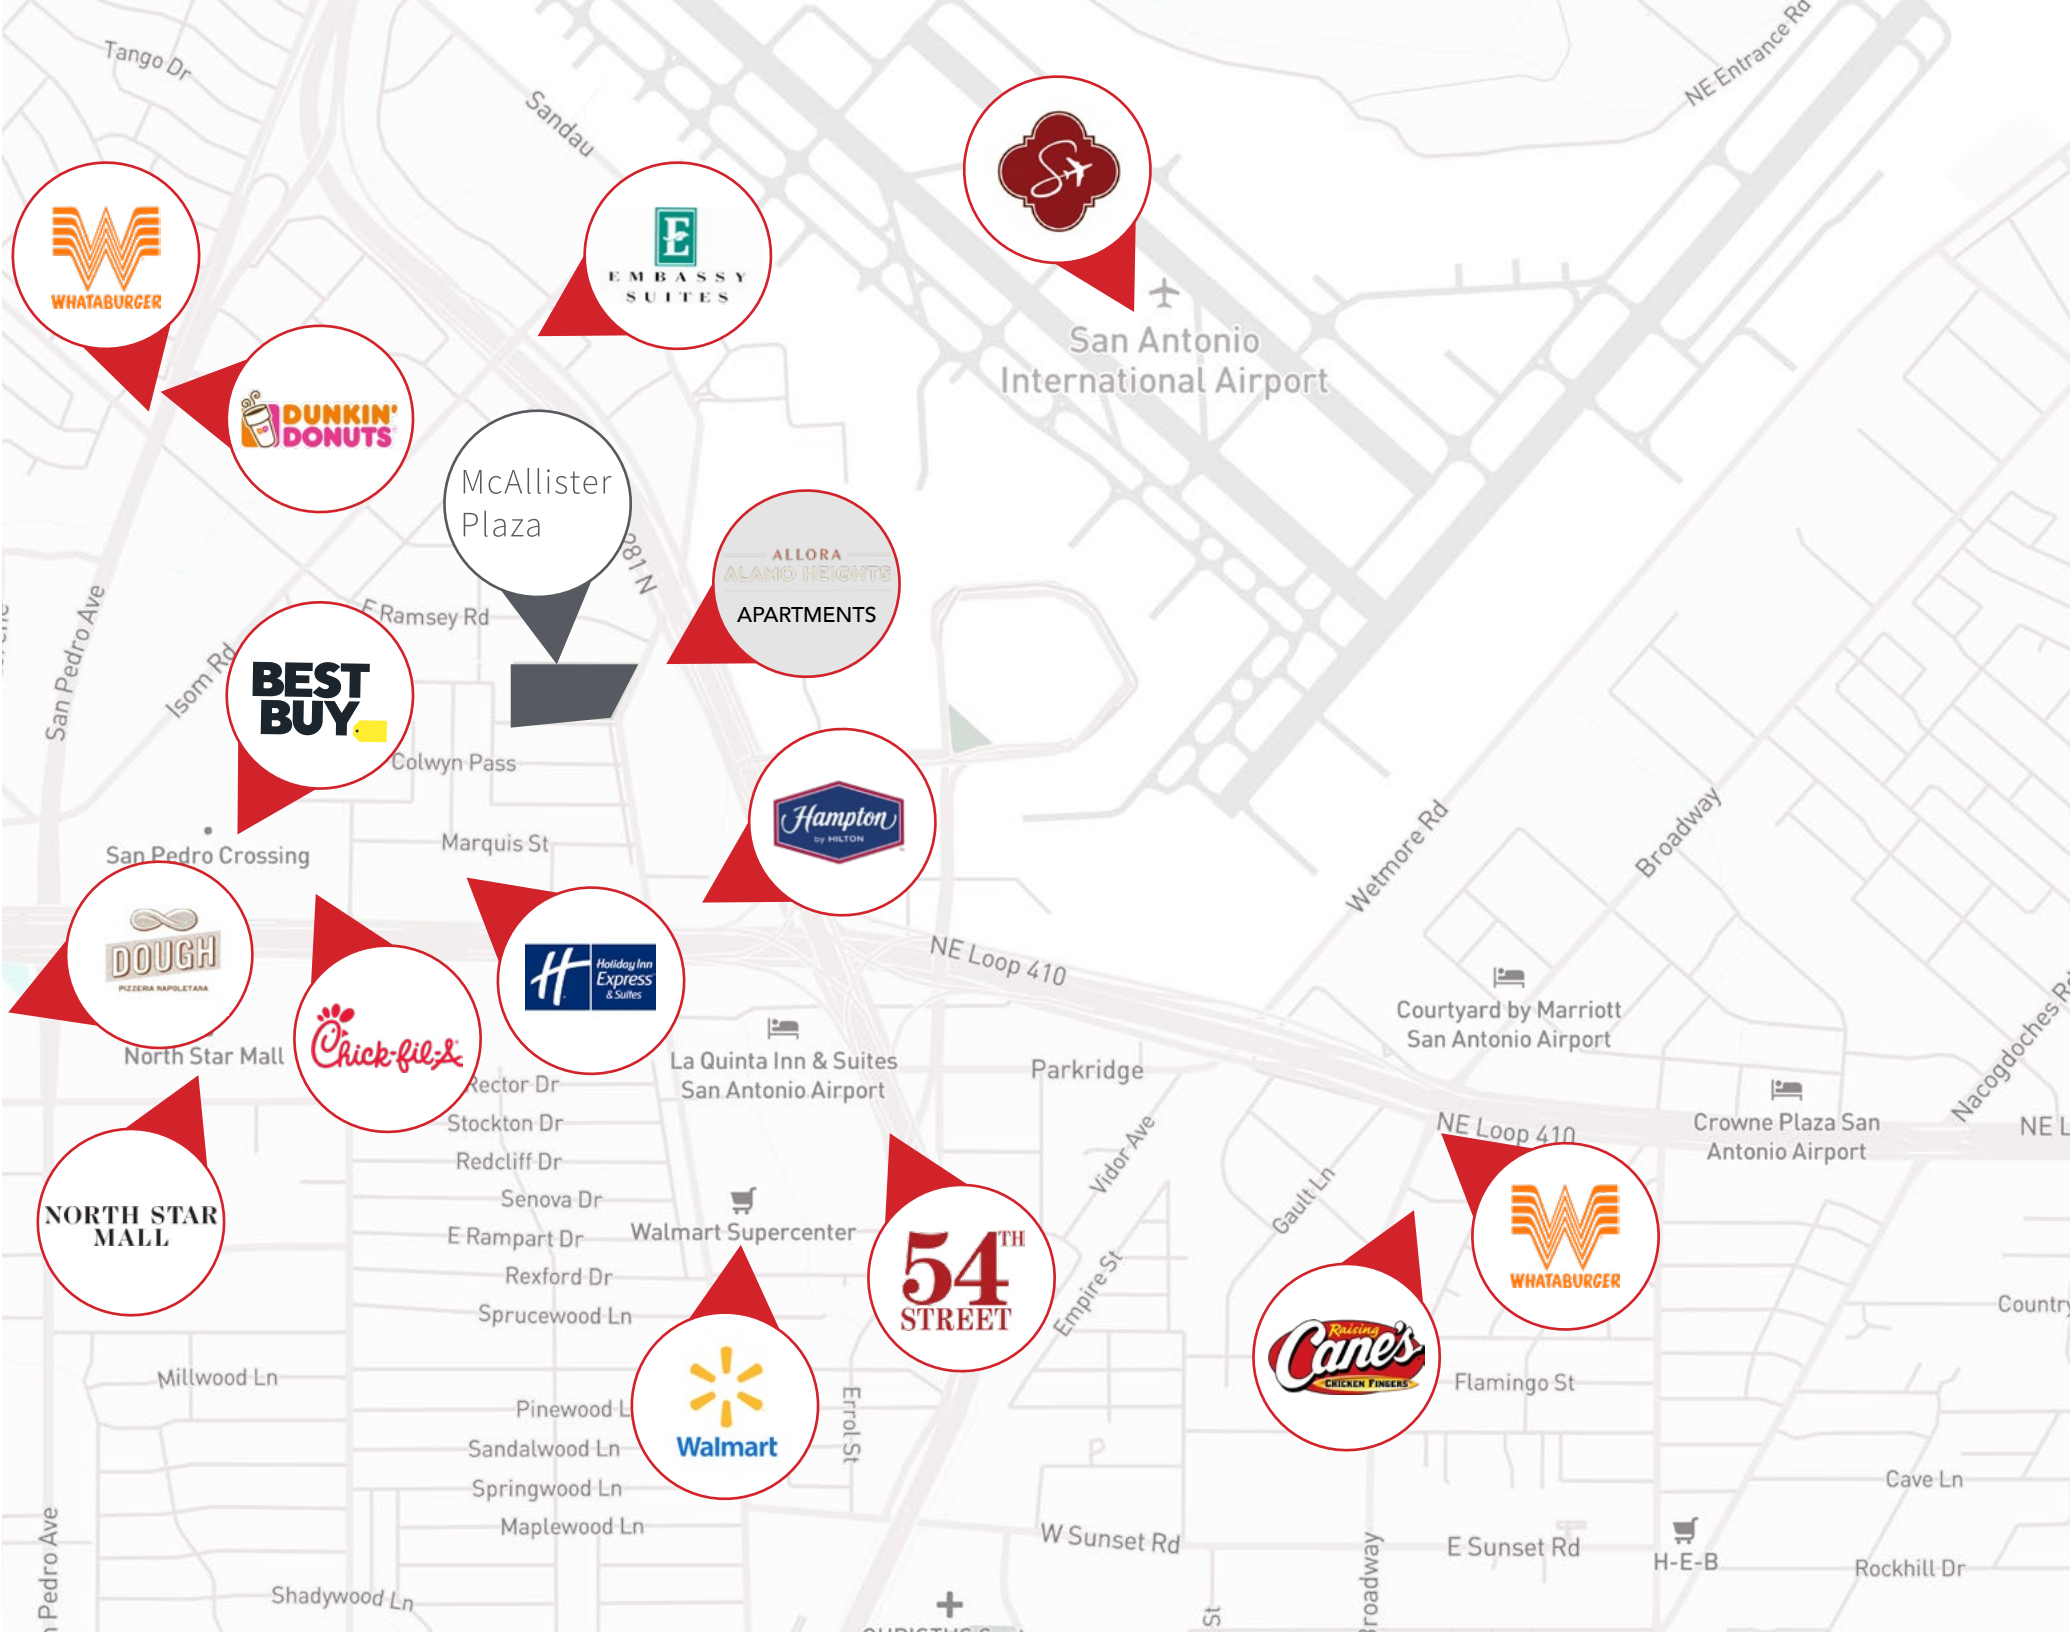 Tango Dr
Sandau
NE Entrance Rd
WHATABURGER
E
EMBASSY
SUITES
S
San Antonio
International Airport
DUNKIN'
DONUTS
DD
McAllister
Plaza
281 N
ALLORA
ALAMO HEIGHTS
APARTMENTS
San Pedro Ave
E Ramsey Rd
Isom Rd
BEST
BUY
Colwyn Pass
Hampton
by HILTON
Marquis St
San Pedro Crossing
Wetmore Rd
Broadway
DOUGH
PIZZERIA NAPOLETANA
H
Holiday Inn
Express
& Suites
NE Loop 410
Courtyard by Marriott
San Antonio Airport
Nacogdoches Rd
North Star Mall
Chick-fil-A
La Quinta Inn & Suites
San Antonio Airport
Parkridge
Rector Dr
Stockton Dr
Redcliff Dr
Senova Dr
E Rampart Dr
Rexford Dr
Sprucewood Ln
Vidor Ave
Gault Ln
NE Loop 410
Crowne Plaza San
Antonio Airport
NE L
NORTH STAR
MALL
Walmart Supercenter
54TH
STREET
Empire St
WHATABURGER
Country
Raising
Cane's
CHICKEN FINGERS
Flamingo St
Millwood Ln
Walmart
Pinewood L
Sandalwood Ln
Springwood Ln
Maplewood Ln
Errol St
P
Cave Ln
W Sunset Rd
E Sunset Rd
H-E-B
Rockhill Dr
Pedro Ave
Shadywood Ln
St
Broadway